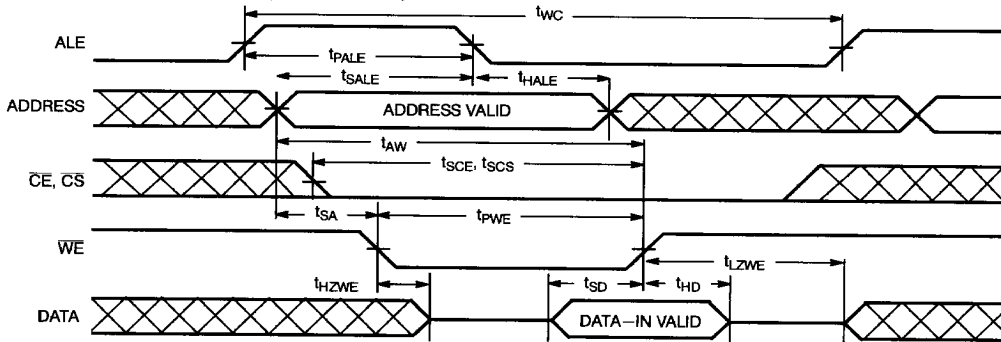 tWC
ALE
tPALE
tSALE
tHALE
ADDRESS
ADDRESS VALID
tAW
tSCE, tSCS
CE, CS
tSA
tPWE
WE
tLZWE
tHZWE
tSD
tHD
DATA
DATA–IN VALID